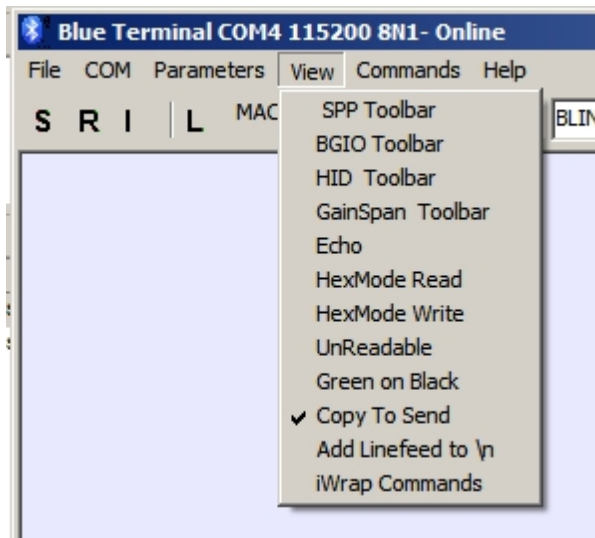 Blue Terminal COM4 115200 8N1- Online
File COM Parameters View Commands Help
S R I L MAC
SPP Toolbar
BGIO Toolbar
HID Toolbar
GainSpan Toolbar
Echo
HexMode Read
HexMode Write
UnReadable
Green on Black
Copy To Send
Add Linefeed to \n
iWrap Commands